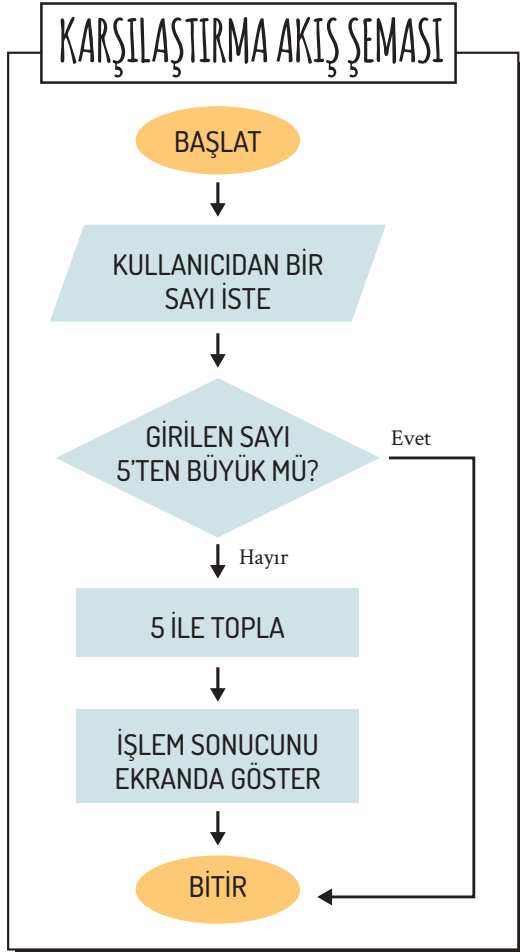 KARŞILAŞTIRMA AKIŞ ŞEMASI
BAŞLAT
KULLANICIDAN BİR
SAYI İSTE
GİRİLEN SAYI
5'TEN BÜYÜK MÜ?
Evet
Hayır
5 İLE TOPLA
İŞLEM SONUCUNU
EKRANDA GÖSTER
BİTİR